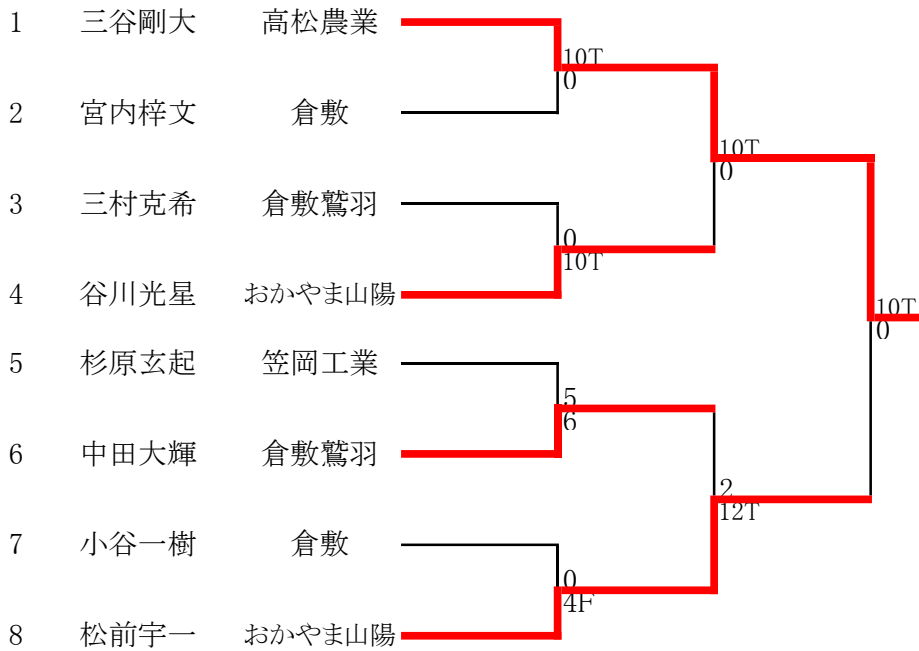 1 三谷剛大 高松農業
10T
0
2 宮内梓文 倉敷
10T
0
3 三村克希 倉敷鷲羽
0
10T
4 谷川光星 おかやま山陽
10T
0
5 杉原玄起 笠岡工業
5
6
6 中田大輝 倉敷鷲羽
2
12T
7 小谷一樹 倉敷
0
4F
8 松前宇一 おかやま山陽